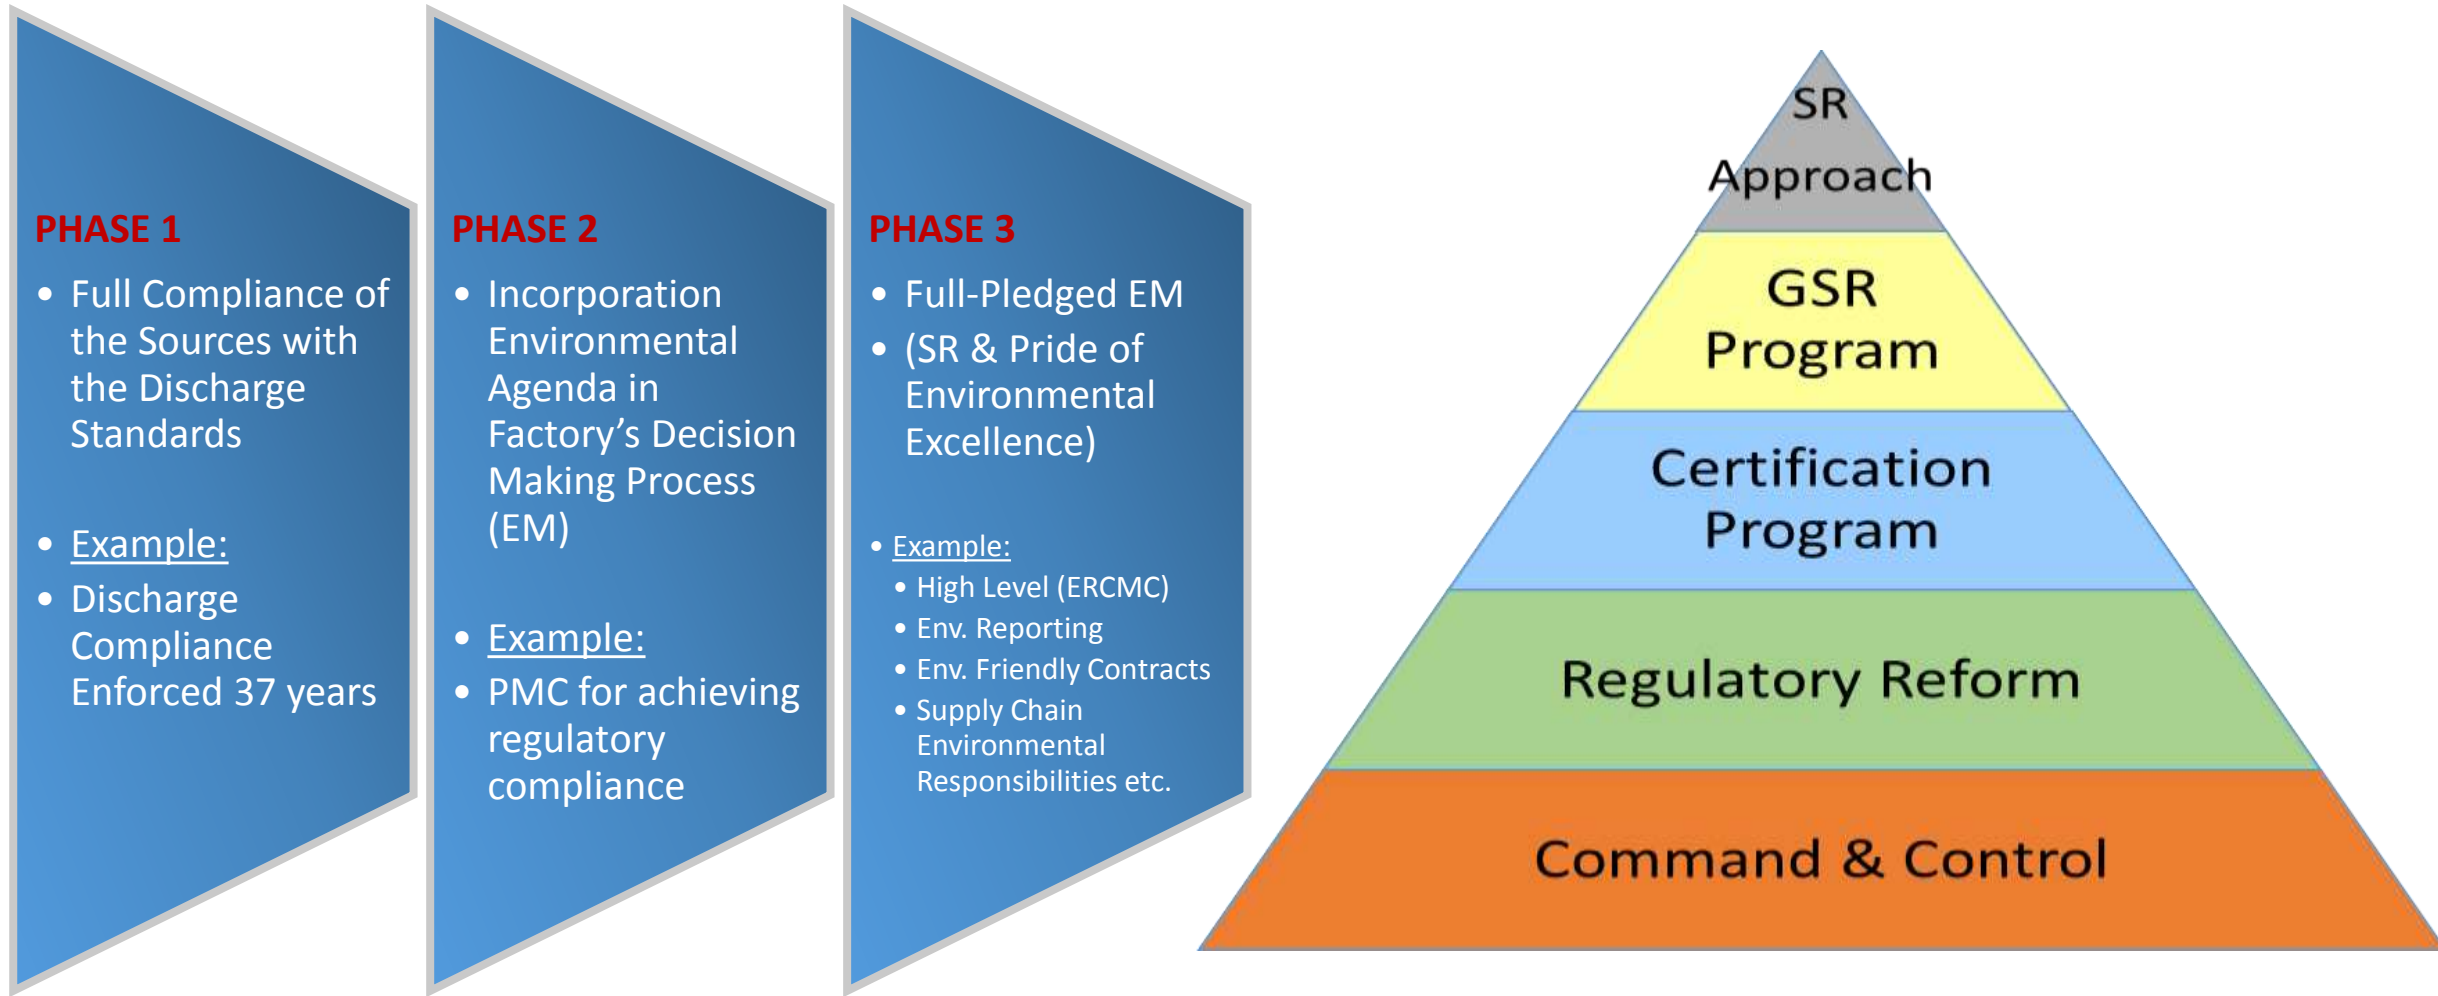 PHASE 1
• Full Compliance of
the Sources with
the Discharge
Standards
• Example:
• Discharge
Compliance
Enforced 37 years
PHASE 2
• Incorporation
Environmental
Agenda in
Factory’s Decision
Making Process
(EM)
• Example:
• PMC for achieving
regulatory
compliance
PHASE 3
• Full-Pledged EM
• (SR & Pride of
Environmental
Excellence)
• Example:
• High Level (ERCMC)
• Env. Reporting
• Env. Friendly Contracts
• Supply Chain
Environmental
Responsibilities etc.
SR
Approach
GSR
Program
Certification
Program
Regulatory Reform
Command & Control